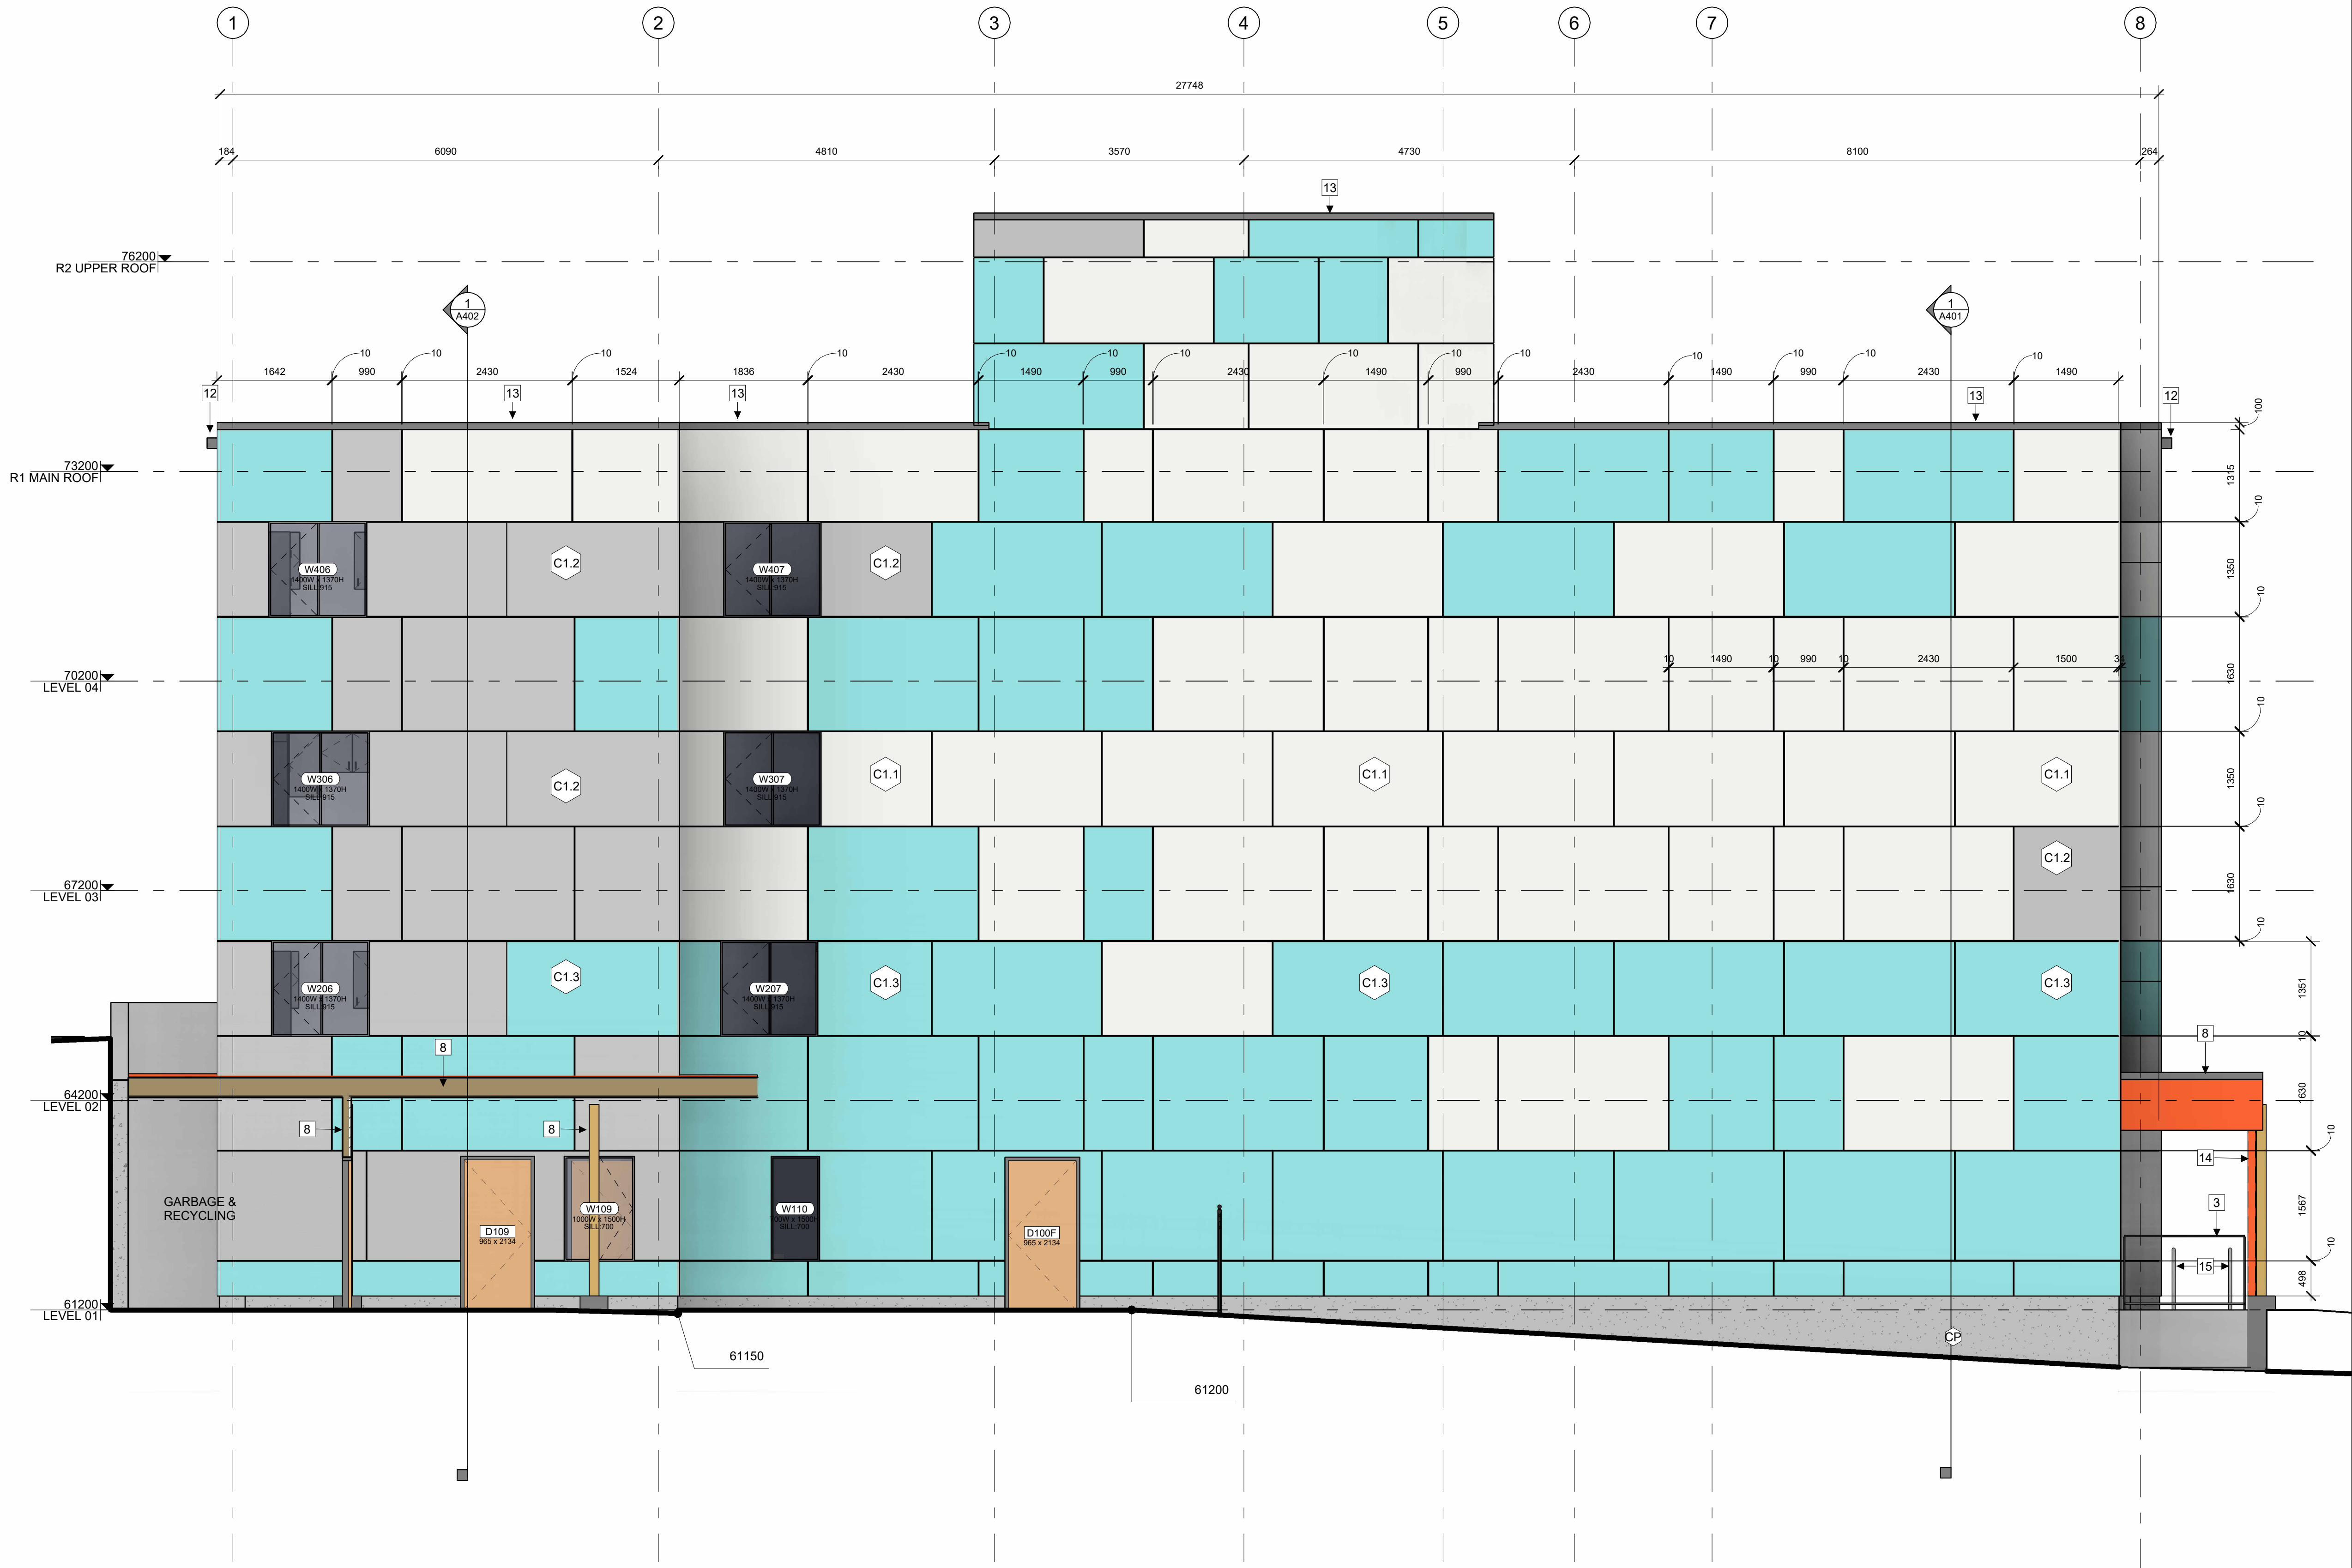 1 2 3 4 5 6 7 8
27748
184 6090 4810 3570 4730 8100 264
13
76200
R2 UPPER ROOF
1
A402
1
A401
10 10 10 10 10 10 10 10 10 10 10 10 10 10
1642 990 2430 1524 1836 2430 1490 990 2430 1490 990 2430 1490 990 2430 1490
12 13 13 13 12
100
73200
R1 MAIN ROOF
1315
10
W406
1400W x 1370H
SILL:915
C1.2
W407
1400W x 1370H
SILL:915
C1.2
1350
10
70200
LEVEL 04
10 1490 10 990 10 2430 1500 34
1630
10
W306
1400W x 1370H
SILL:915
C1.2
W307
1400W x 1370H
SILL:915
C1.1
C1.1
C1.1
1350
10
67200
LEVEL 03
C1.2
1630
10
W206
1400W x 1370H
SILL:915
C1.3
W207
1400W x 1370H
SILL:915
C1.3
C1.3
C1.3
1351
10
8
8
64200
LEVEL 02
1630
8
8
10
14
GARBAGE &
RECYCLING
D109
965 x 2134
W109
1000W x 1500H
SILL:700
W110
SILL:700
D100F
965 x 2134
3
1567
15
10
498
61200
LEVEL 01
CP
61150
61200